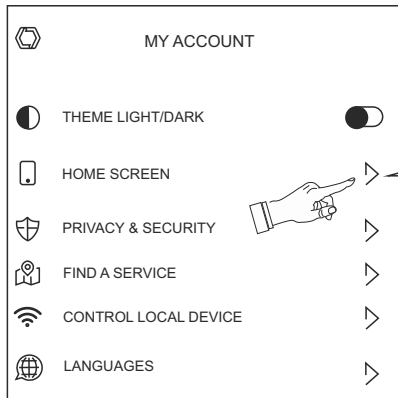 MY ACCOUNT
THEME LIGHT/DARK
HOME SCREEN
PRIVACY & SECURITY
FIND A SERVICE
CONTROL LOCAL DEVICE
LANGUAGES